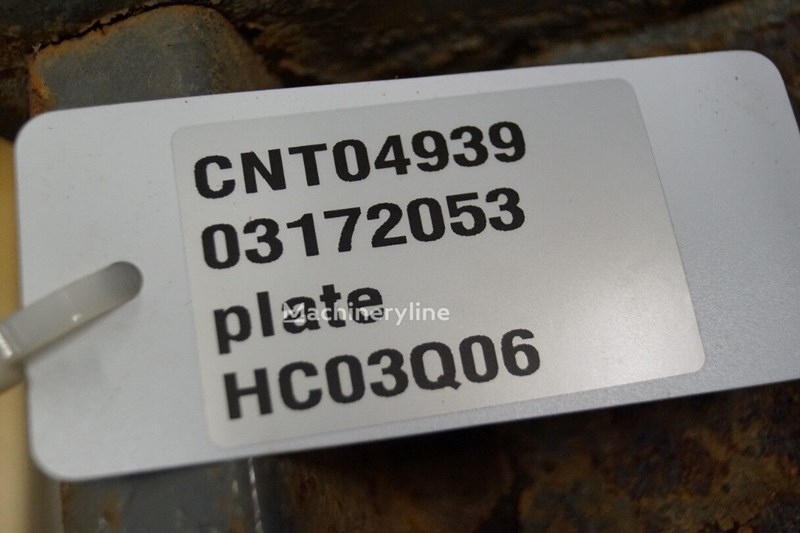 CNT04939
03172053
plate
Machineryline
HC03Q06